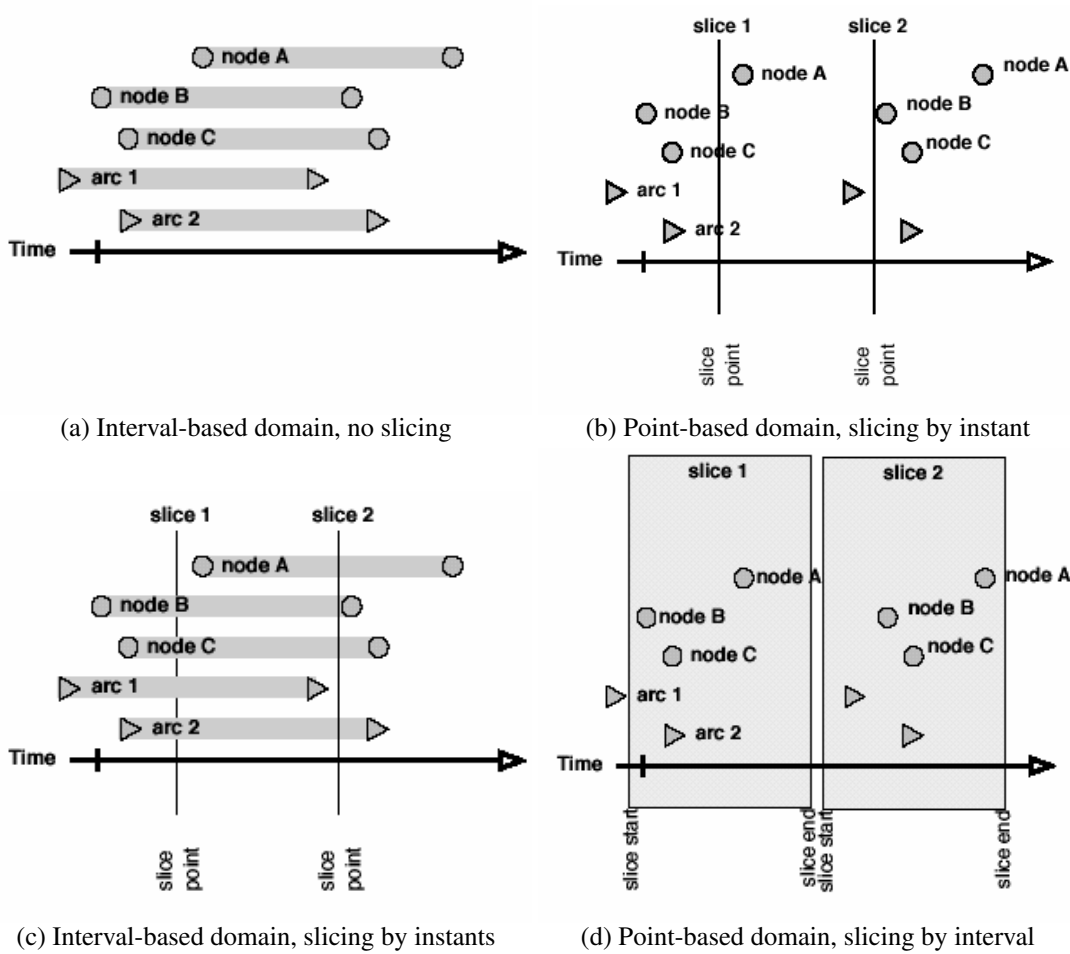 node A
node B
node C
arc 1
arc 2
Time
(a) Interval-based domain, no slicing
slice 1
slice 2
node A
node A
node B
node B
node C
node C
arc 1
arc 2
Time
slice
point
slice
point
(b) Point-based domain, slicing by instant
slice 1
slice 2
node A
node B
node C
arc 1
arc 2
Time
slice
point
slice
point
(c) Interval-based domain, slicing by instants
slice 1
slice 2
node A
node A
node B
node B
node C
node C
arc 1
arc 2
Time
slice start
slice end
slice start
slice end
(d) Point-based domain, slicing by interval